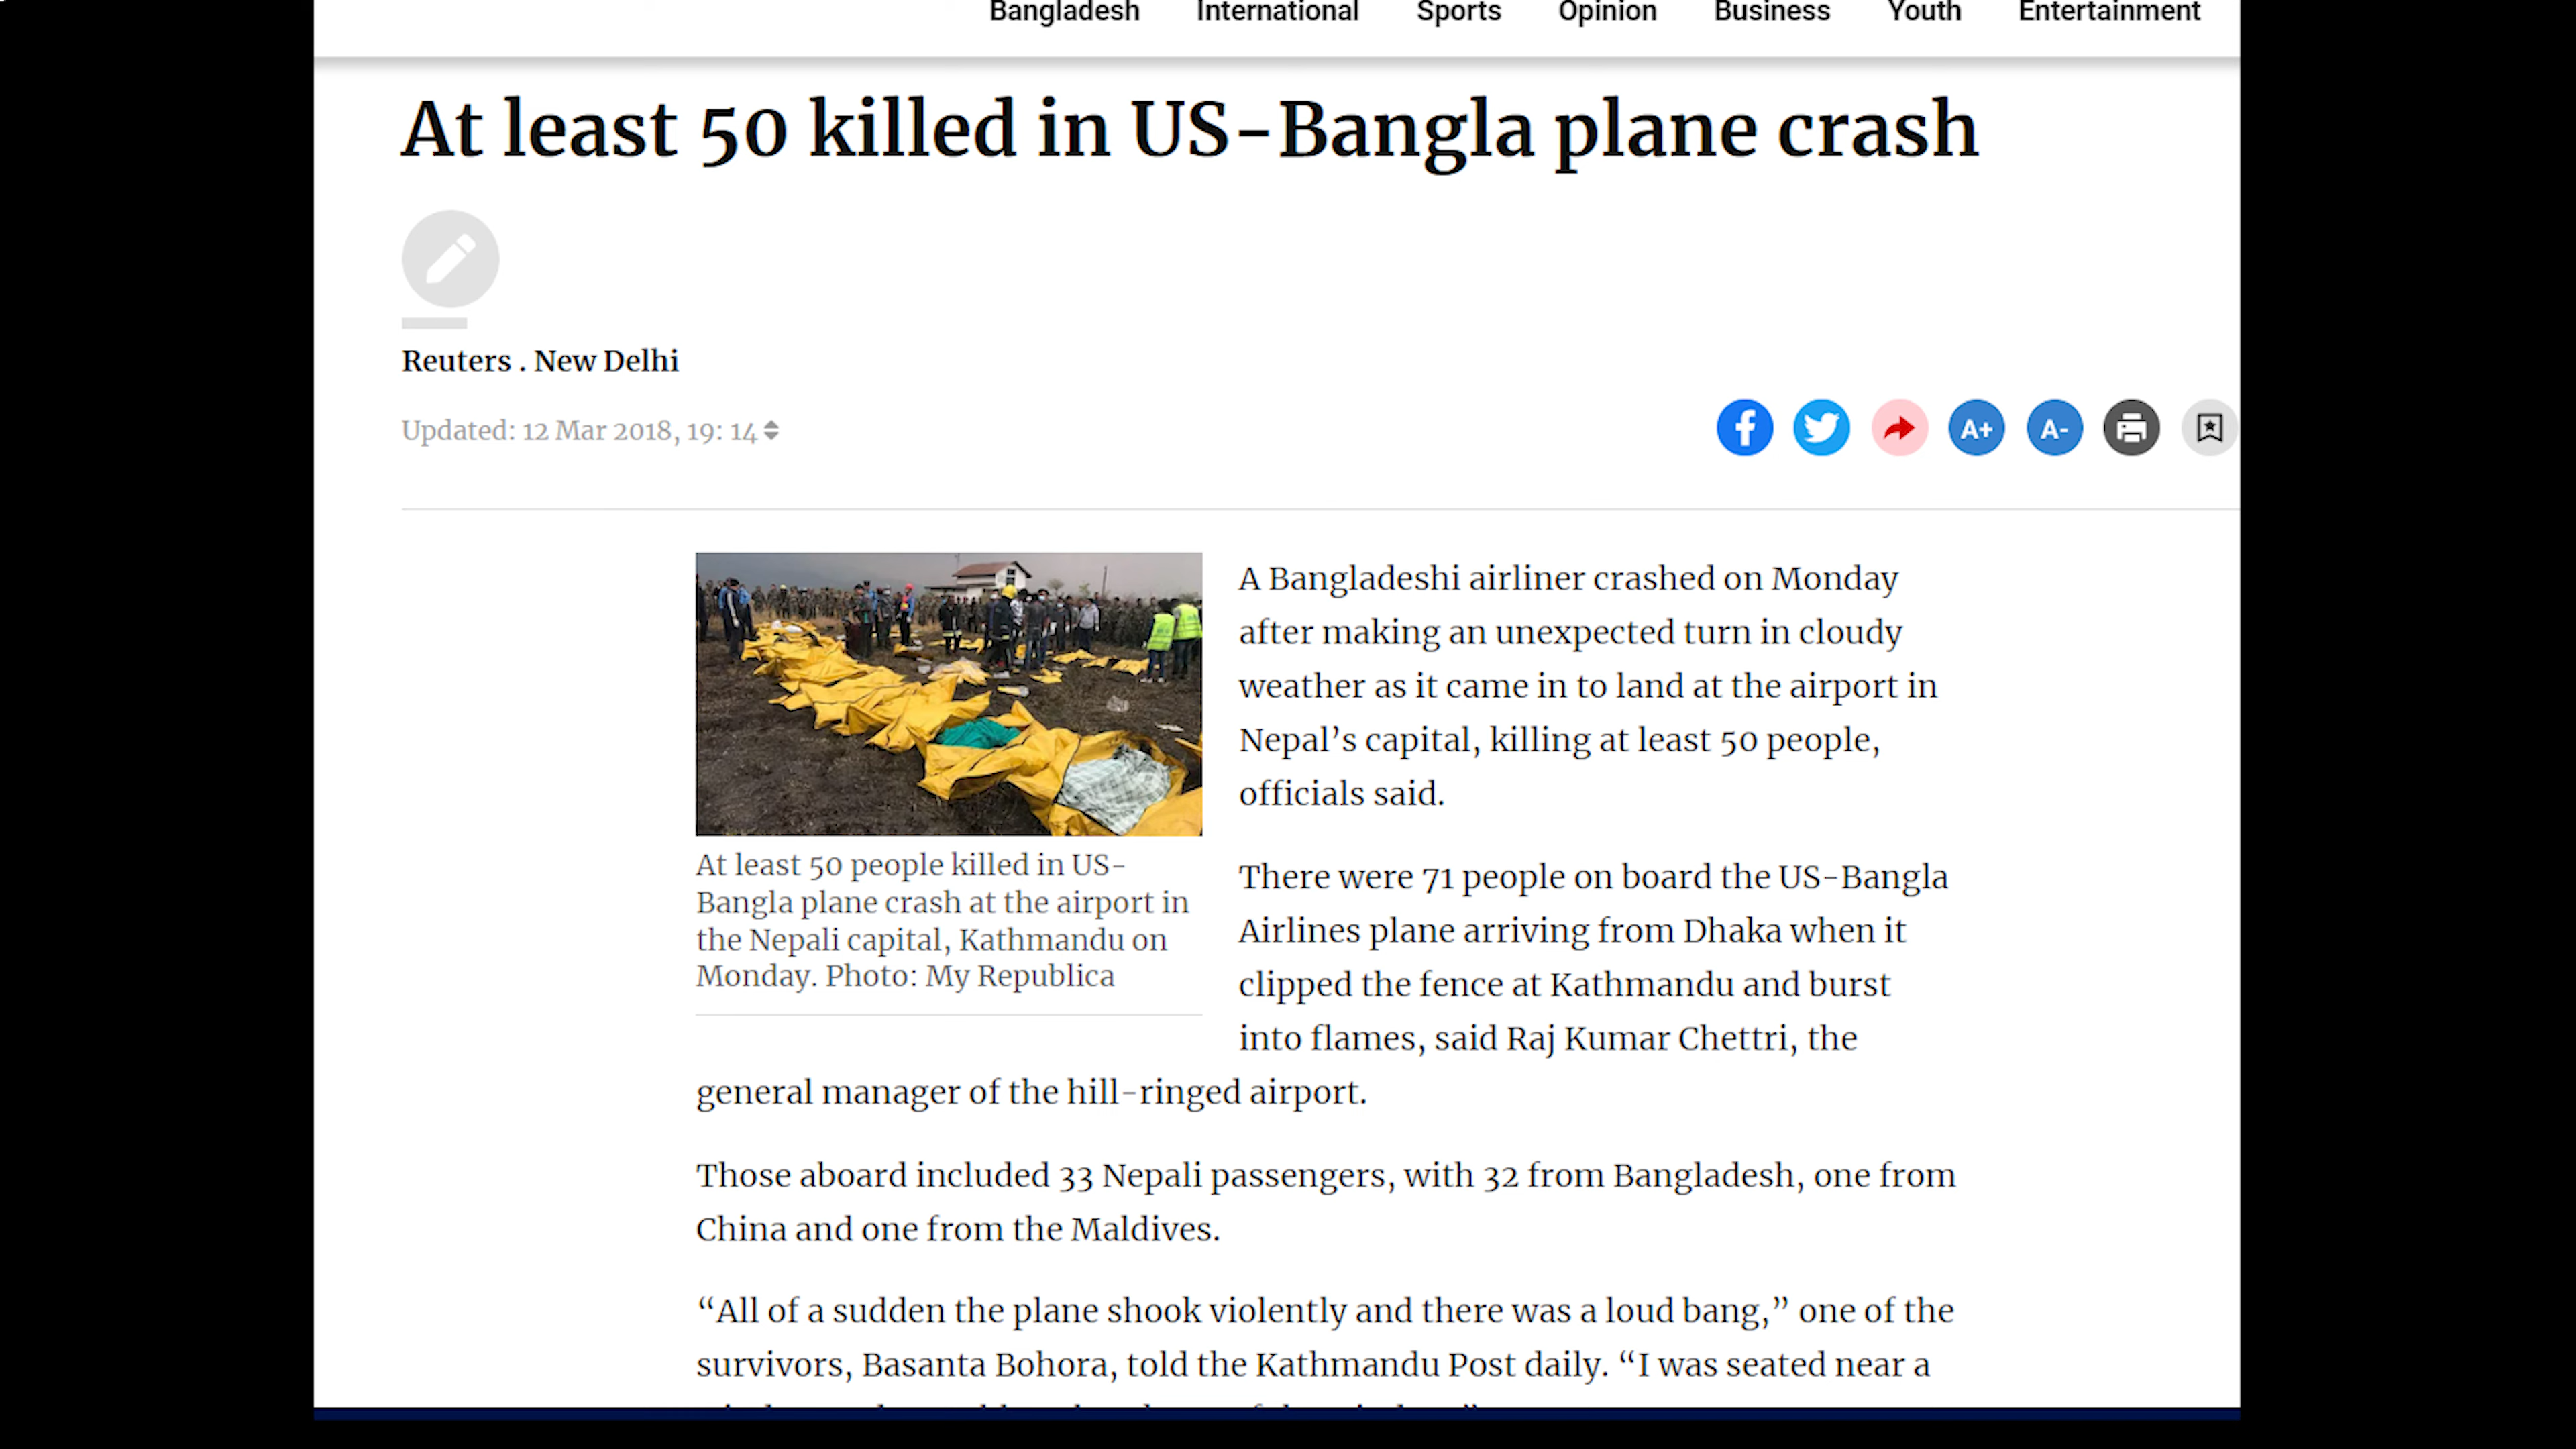 Bangladesh International Sports Opinion Business Youth Entertainment
At least 50 killed in US-Bangla plane crash
Reuters . New Delhi
Updated: 12 Mar 2018, 19: 14
A+ A-
A Bangladeshi airliner crashed on Monday
after making an unexpected turn in cloudy
weather as it came in to land at the airport in
Nepal’s capital, killing at least 50 people,
officials said.
At least 50 people killed in US-
Bangla plane crash at the airport in
the Nepali capital, Kathmandu on
Monday. Photo: My Republica
There were 71 people on board the US-Bangla
Airlines plane arriving from Dhaka when it
clipped the fence at Kathmandu and burst
into flames, said Raj Kumar Chettri, the
general manager of the hill-ringed airport.
Those aboard included 33 Nepali passengers, with 32 from Bangladesh, one from
China and one from the Maldives.
“All of a sudden the plane shook violently and there was a loud bang,” one of the
survivors, Basanta Bohora, told the Kathmandu Post daily. “I was seated near a